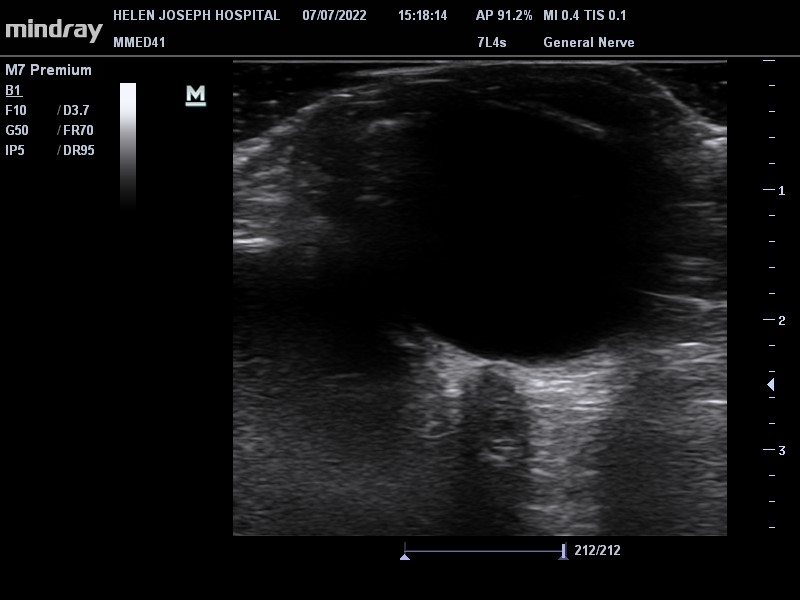 mindray HELEN JOSEPH HOSPITAL 07/07/2022 15:18:14 AP 91.2% MI 0.4 TIS 0.1
MMED41 7L4s General Nerve
M7 Premium
B1
F10 / D3.7
G50 / FR70
IP5 / DR95
M
1
2
3
212/212